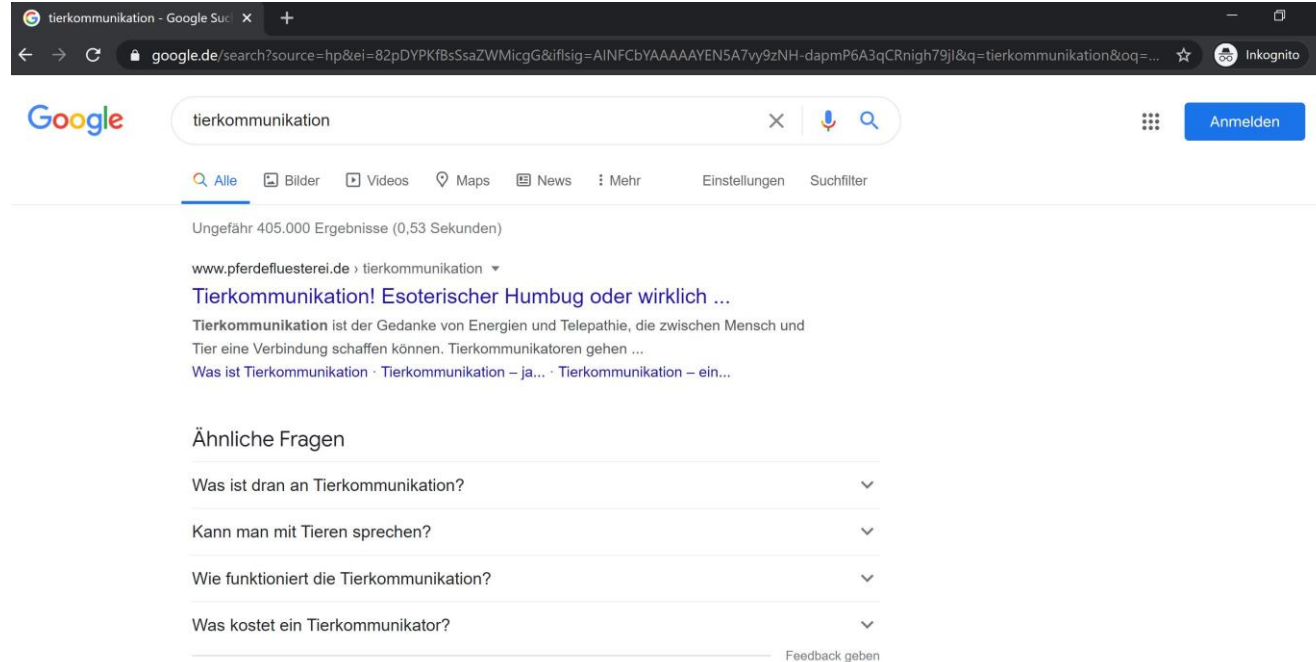 tierkommunikation - Google Suc
google.de/search?source=hp&ei=82pDYPKfBsSsaZWMicgG&iflsig=AINFCbYAAAAAYEN5A7vy9zNH-dapmP6A3qCRnigh79jI&q=tierkommunikation&oq=... Inkognito
Google tierkommunikation Anmelden
Alle Bilder Videos Maps News Mehr Einstellungen Suchfilter
Ungefähr 405.000 Ergebnisse (0,53 Sekunden)
www.pferdefluesterei.de › tierkommunikation
Tierkommunikation! Esoterischer Humbug oder wirklich ...
Tierkommunikation ist der Gedanke von Energien und Telepathie, die zwischen Mensch und
Tier eine Verbindung schaffen können. Tierkommunikatoren gehen ...
Was ist Tierkommunikation · Tierkommunikation – ja... · Tierkommunikation – ein...
Ähnliche Fragen
Was ist dran an Tierkommunikation?
Kann man mit Tieren sprechen?
Wie funktioniert die Tierkommunikation?
Was kostet ein Tierkommunikator?
Feedback geben